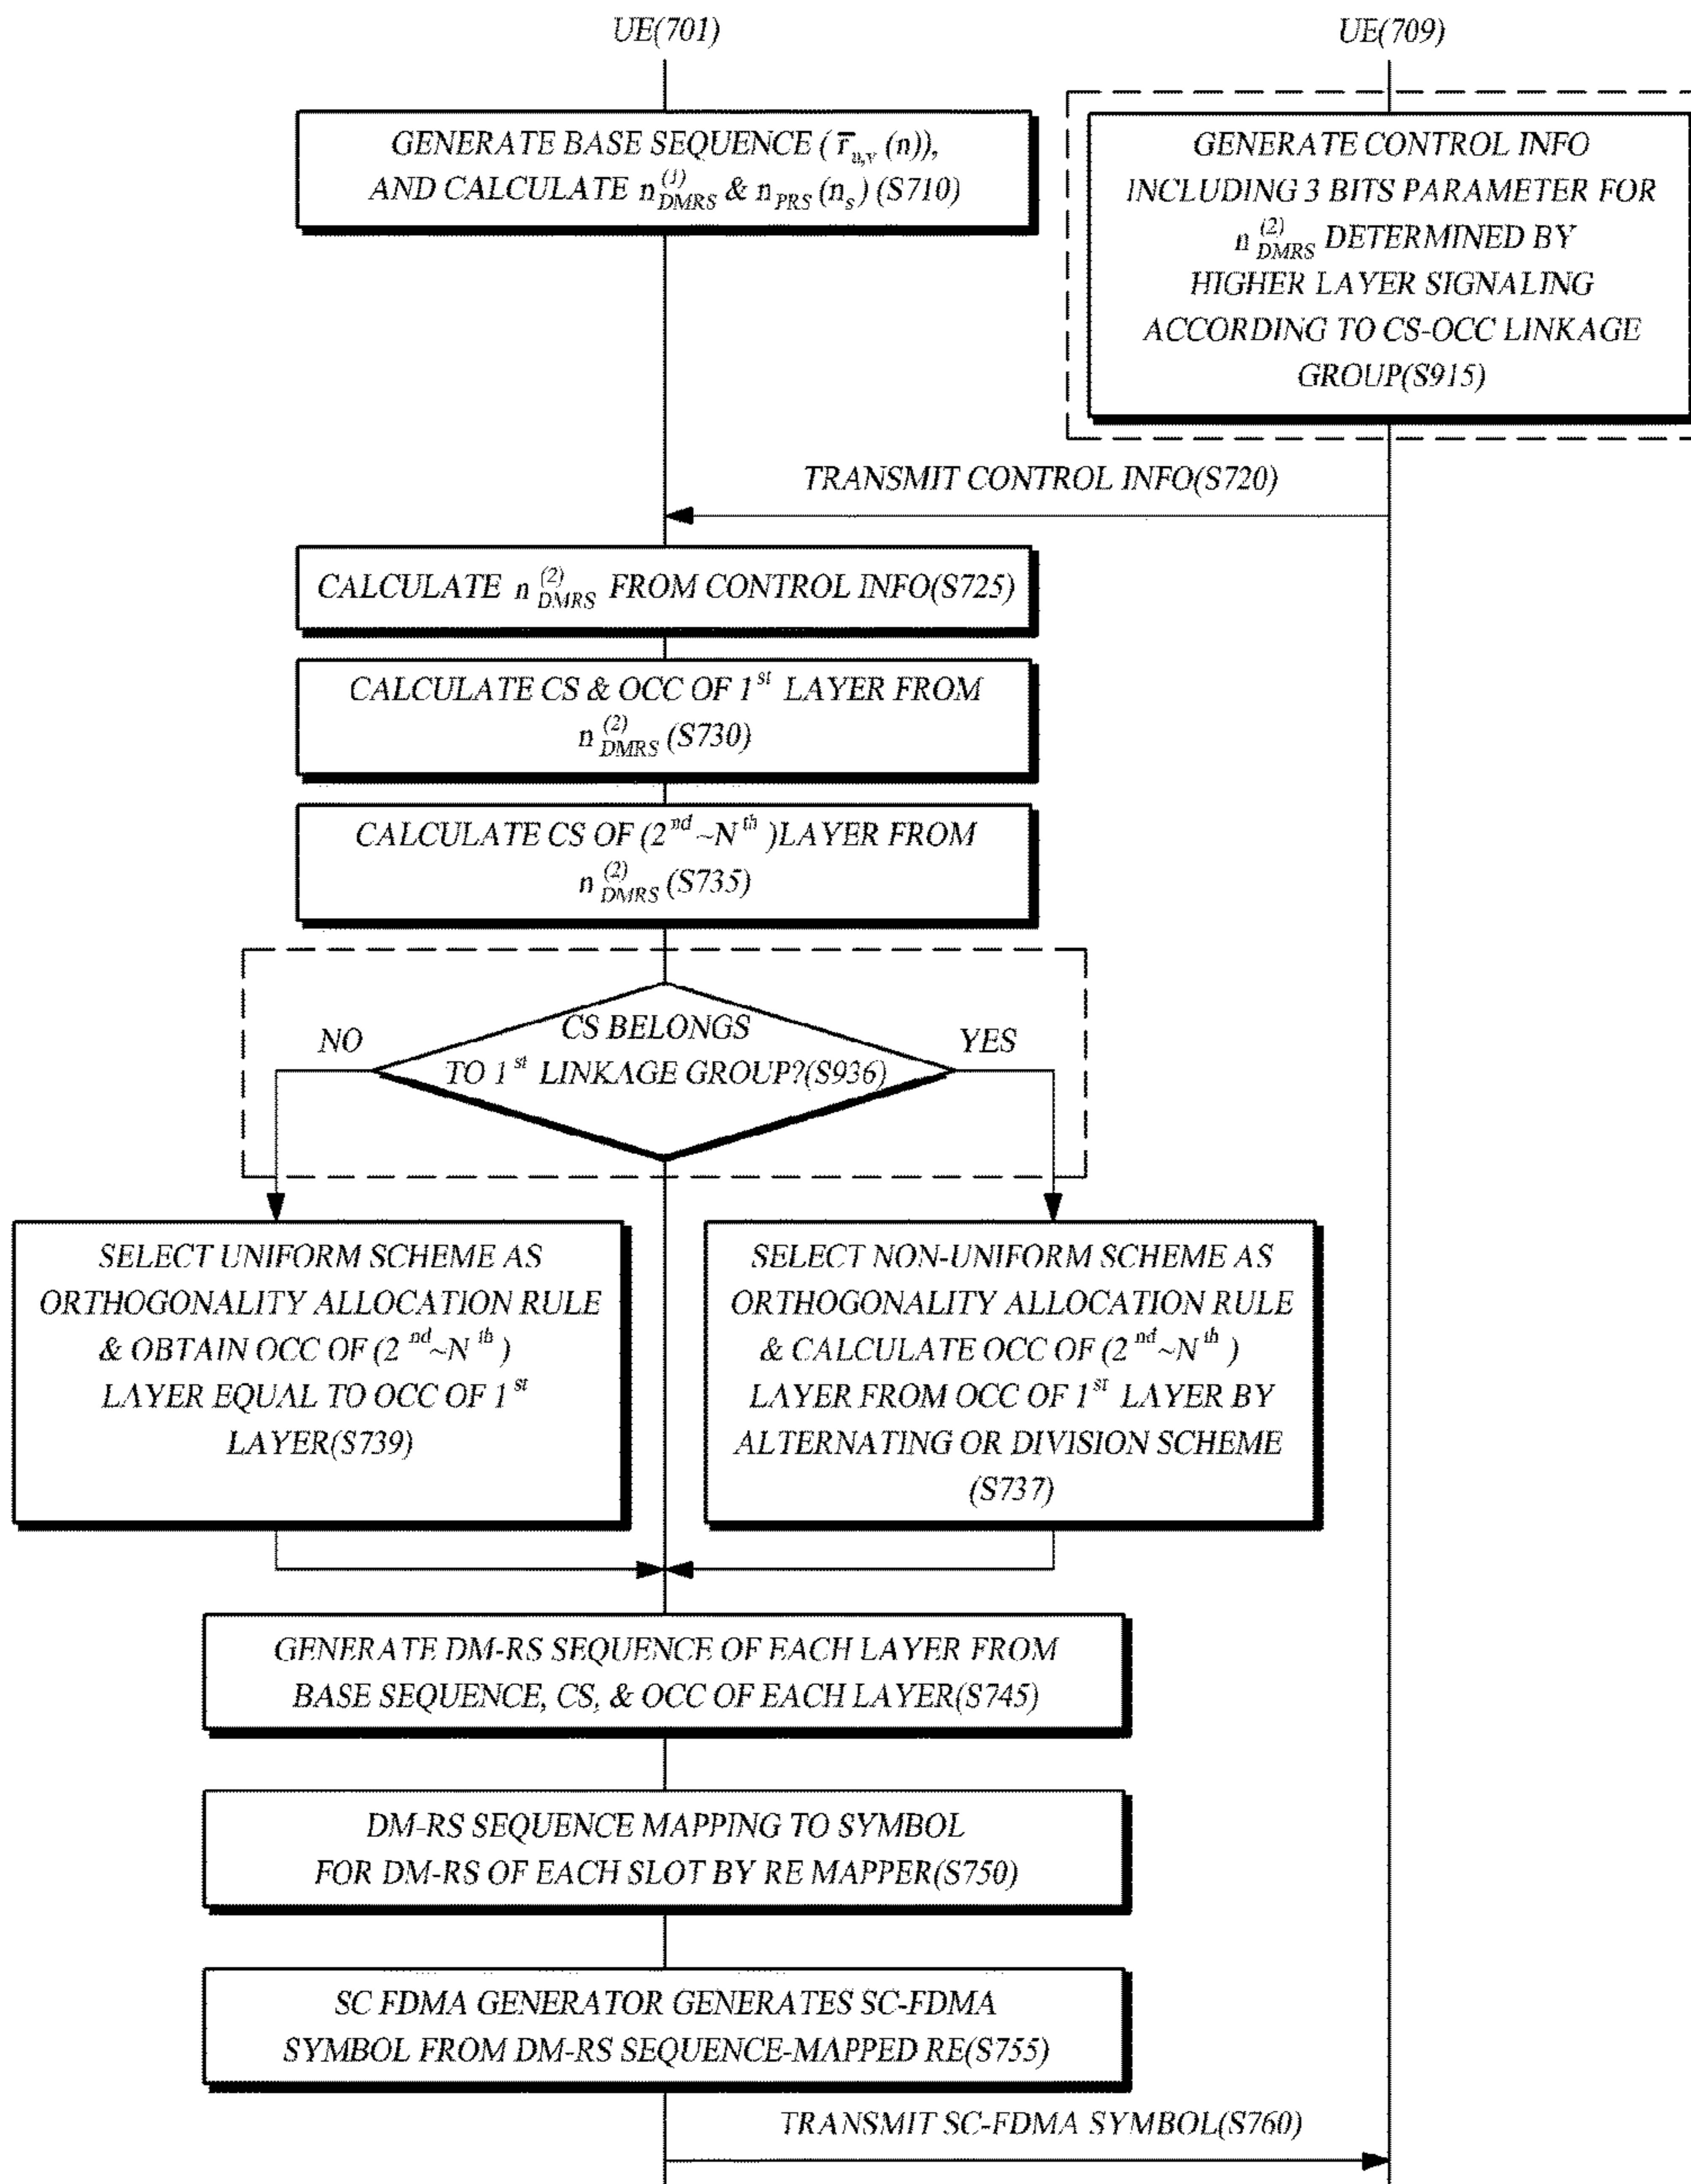 UE(701)
UE(709)
GENERATE BASE SEQUENCE ( r̅u,v (n)),
AND CALCULATE n(1)DMRS & nPRS (ns) (S710)
GENERATE CONTROL INFO
INCLUDING 3 BITS PARAMETER FOR
n(2)DMRS DETERMINED BY
HIGHER LAYER SIGNALING
ACCORDING TO CS-OCC LINKAGE
GROUP(S915)
TRANSMIT CONTROL INFO(S720)
CALCULATE n(2)DMRS FROM CONTROL INFO(S725)
CALCULATE CS & OCC OF 1st LAYER FROM
n(2)DMRS (S730)
CALCULATE CS OF (2nd~Nth )LAYER FROM
n(2)DMRS (S735)
CS BELONGS
TO 1st LINKAGE GROUP?(S936)
NO
YES
SELECT UNIFORM SCHEME AS
ORTHOGONALITY ALLOCATION RULE
& OBTAIN OCC OF (2nd~Nth)
LAYER EQUAL TO OCC OF 1st
LAYER(S739)
SELECT NON-UNIFORM SCHEME AS
ORTHOGONALITY ALLOCATION RULE
& CALCULATE OCC OF (2nd~Nth)
LAYER FROM OCC OF 1st LAYER BY
ALTERNATING OR DIVISION SCHEME
(S737)
GENERATE DM-RS SEQUENCE OF EACH LAYER FROM
BASE SEQUENCE, CS, & OCC OF EACH LAYER(S745)
DM-RS SEQUENCE MAPPING TO SYMBOL
FOR DM-RS OF EACH SLOT BY RE MAPPER(S750)
SC FDMA GENERATOR GENERATES SC-FDMA
SYMBOL FROM DM-RS SEQUENCE-MAPPED RE(S755)
TRANSMIT SC-FDMA SYMBOL(S760)